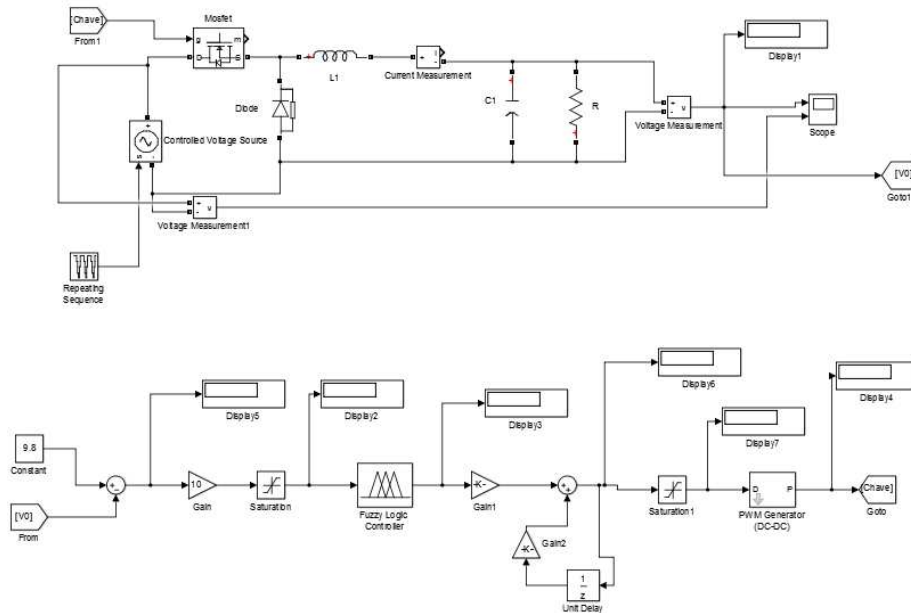 Mosfet
[Chave]
From1
g
m
D
S
L1
+
-
i
Current Measurement
Diode
C1
R
+
-
v
Voltage Measurement
Display1
Scope
[V0]
Goto1
Controlled Voltage Source
+
-
s
+
-
v
Voltage Measurement1
Repeating
Sequence
Display5
Display2
Display3
Display6
Display7
Display4
9.8
Constant
[V0]
From
10
Gain
Saturation
Fuzzy Logic
Controller
-K-
Gain1
-K-
Gain2
1
z
Unit Delay
Saturation1
D
P
PWM Generator
(DC-DC)
[Chave]
Goto